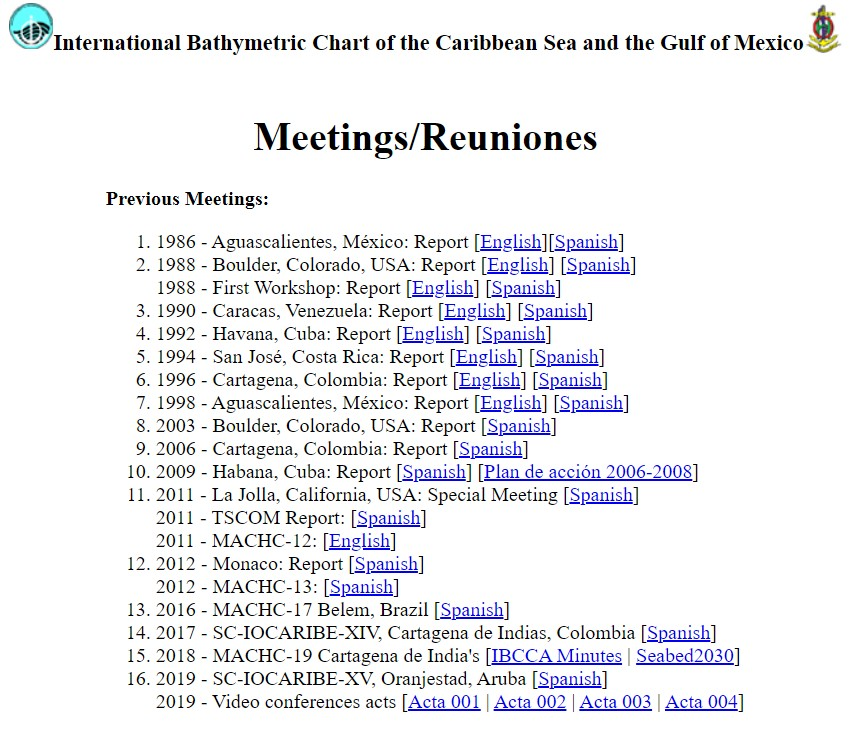 International Bathymetric Chart of the Caribbean Sea and the Gulf of Mexico
Meetings/Reuniones
Previous Meetings:
1. 1986 - Aguascalientes, México: Report [English][Spanish]
2. 1988 - Boulder, Colorado, USA: Report [English] [Spanish]
1988 - First Workshop: Report [English] [Spanish]
3. 1990 - Caracas, Venezuela: Report [English] [Spanish]
4. 1992 - Havana, Cuba: Report [English] [Spanish]
5. 1994 - San José, Costa Rica: Report [English] [Spanish]
6. 1996 - Cartagena, Colombia: Report [English] [Spanish]
7. 1998 - Aguascalientes, México: Report [English] [Spanish]
8. 2003 - Boulder, Colorado, USA: Report [Spanish]
9. 2006 - Cartagena, Colombia: Report [Spanish]
10. 2009 - Habana, Cuba: Report [Spanish] [Plan de acción 2006-2008]
11. 2011 - La Jolla, California, USA: Special Meeting [Spanish]
2011 - TSCOM Report: [Spanish]
2011 - MACHC-12: [English]
12. 2012 - Monaco: Report [Spanish]
2012 - MACHC-13: [Spanish]
13. 2016 - MACHC-17 Belem, Brazil [Spanish]
14. 2017 - SC-IOCARIBE-XIV, Cartagena de Indias, Colombia [Spanish]
15. 2018 - MACHC-19 Cartagena de India's [IBCCA Minutes | Seabed2030]
16. 2019 - SC-IOCARIBE-XV, Oranjestad, Aruba [Spanish]
2019 - Video conferences acts [Acta 001 | Acta 002 | Acta 003 | Acta 004]